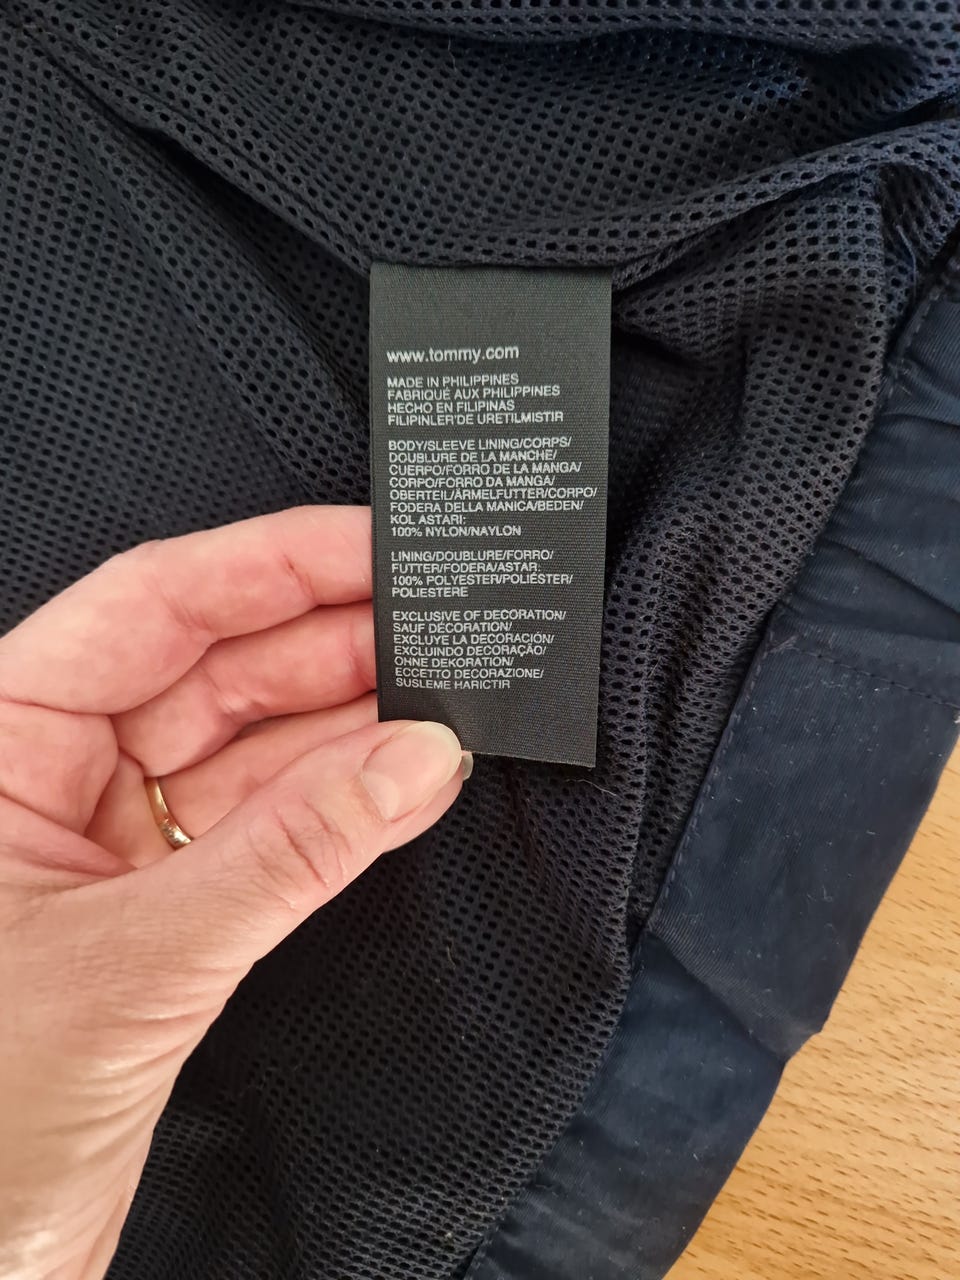 www.tommy.com
MADE IN PHILIPPINES
FABRIQUÉ AUX PHILIPPINES
HECHO EN FILIPINAS
FILIPINLER'DE URETILMISTIR
BODY/SLEEVE LINING/CORPS/
DOUBLURE DE LA MANCHE/
CUERPO/FORRO DE LA MANGA/
CORPO/FORRO DA MANGA/
OBERTEIL/ÄRMELFUTTER/CORPO/
FODERA DELLA MANICA/BEDEN/
KOL ASTARI:
100% NYLON/NAYLON
LINING/DOUBLURE/FORRO/
FUTTER/FODERA/ASTAR:
100% POLYESTER/POLIÉSTER/
POLIESTERE
EXCLUSIVE OF DECORATION/
SAUF DÉCORATION/
EXCLUYE LA DECORACIÓN/
EXCLUINDO DECORAÇÃO/
OHNE DEKORATION/
ECCETTO DECORAZIONE/
SUSLEME HARICTIR